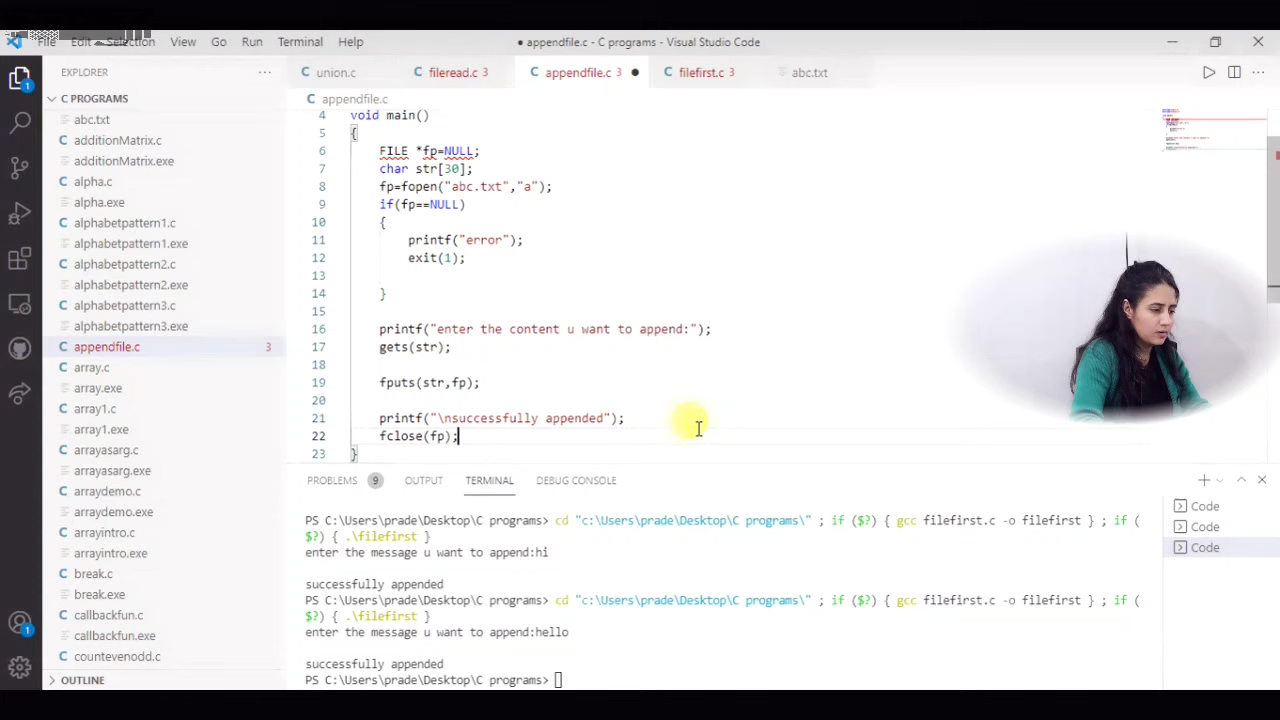 File Edit Selection View Go Run Terminal Help
● appendfile.c - C programs - Visual Studio Code
EXPLORER
union.c
C fileread.c 3
C appendfile.c 3 ●
C filefirst.c 3
abc.txt
C PROGRAMS
C appendfile.c
abc.txt
C additionMatrix.c
additionMatrix.exe
C alpha.c
alpha.exe
C alphabetpattern1.c
alphabetpattern1.exe
C alphabetpattern2.c
alphabetpattern2.exe
C alphabetpattern3.c
alphabetpattern3.exe
C appendfile.c 3
C array.c
array.exe
C array1.c
array1.exe
C arrayasarg.c
arrayasarg.exe
C arraydemo.c
arraydemo.exe
C arrayintro.c
arrayintro.exe
C break.c
break.exe
C callbackfun.c
callbackfun.exe
C countevenodd.c
OUTLINE
1
1
4 void main()
5 {
6 FILE *fp=NULL;
7 char str[30];
8 fp=fopen("abc.txt","a");
9 if(fp==NULL)
10 {
11 printf("error");
12 exit(1);
13
14 }
15
16 printf("enter the content u want to append:");
17 gets(str);
18
19 fputs(str,fp);
20
21 printf("\nsuccessfully appended");
22 fclose(fp);
23 }
PROBLEMS 9 OUTPUT TERMINAL DEBUG CONSOLE
PS C:\Users\prade\Desktop\C programs> cd "c:\Users\prade\Desktop\C programs\" ; if ($?) { gcc filefirst.c -o filefirst } ; if (
$?) { .\filefirst }
enter the message u want to append:hi
successfully appended
PS C:\Users\prade\Desktop\C programs> cd "c:\Users\prade\Desktop\C programs\" ; if ($?) { gcc filefirst.c -o filefirst } ; if (
$?) { .\filefirst }
enter the message u want to append:hello
successfully appended
PS C:\Users\prade\Desktop\C programs>
Code
Code
Code